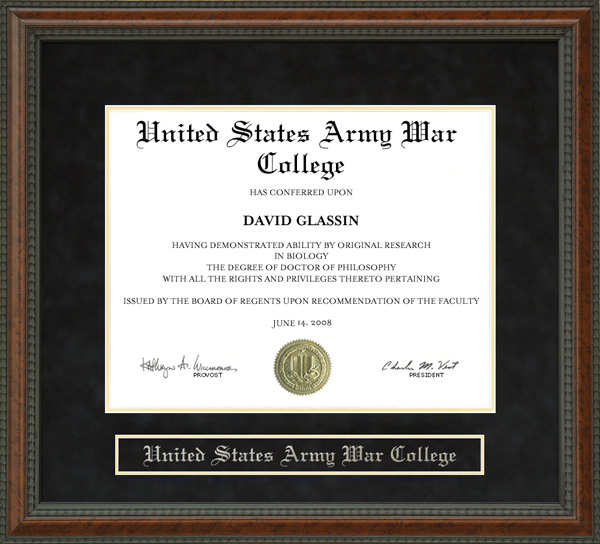 United States Army War
College
HAS CONFERRED UPON
DAVID GLASSIN
HAVING DEMONSTRATED ABILITY BY ORIGINAL RESEARCH
IN BIOLOGY
THE DEGREE OF DOCTOR OF PHILOSOPHY
WITH ALL THE RIGHTS AND PRIVILEGES THERETO PERTAINING
ISSUED BY THE BOARD OF REGENTS UPON RECOMMENDATION OF THE FACULTY
JUNE 14, 2008
Charles M. Vest
PROVOST
PRESIDENT
United States Army War College